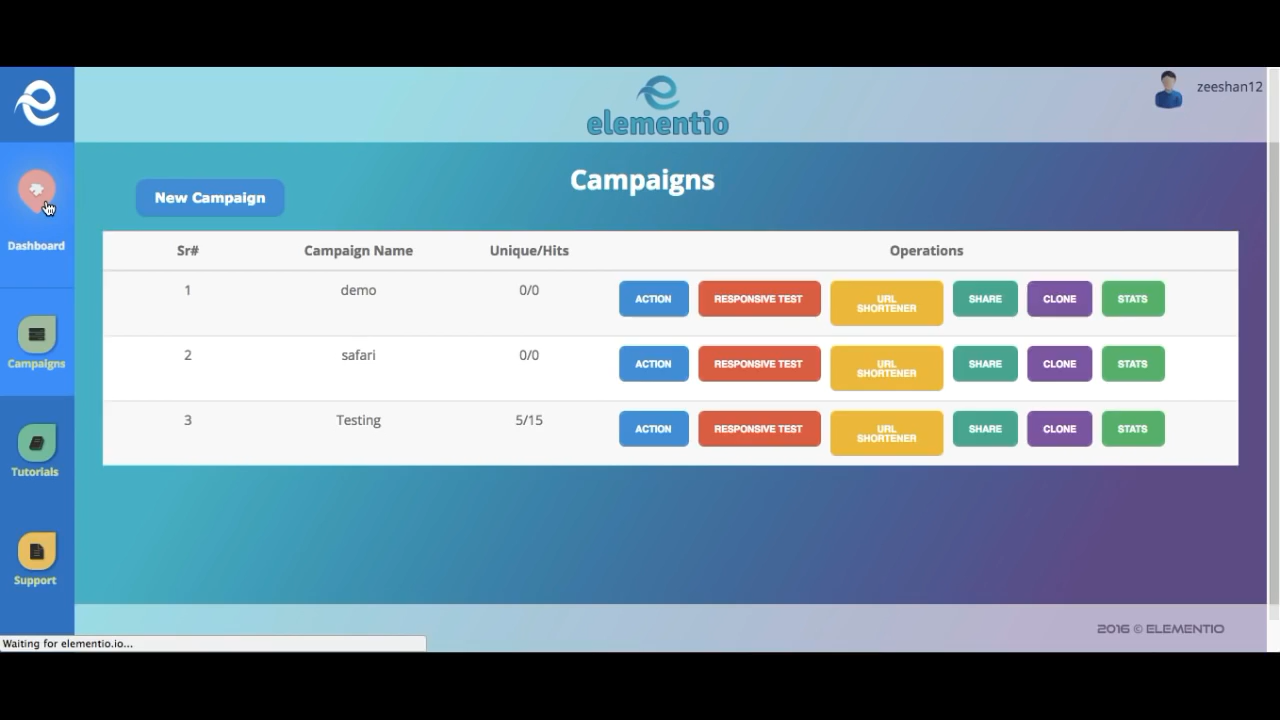 zeeshan12
elementio
Campaigns
New Campaign
Dashboard
Sr# Campaign Name Unique/Hits Operations
1 demo 0/0 ACTION RESPONSIVE TEST URL SHORTENER SHARE CLONE STATS
2 safari 0/0 ACTION RESPONSIVE TEST URL SHORTENER SHARE CLONE STATS
Campaigns
3 Testing 5/15 ACTION RESPONSIVE TEST URL SHORTENER SHARE CLONE STATS
Tutorials
Support
2016 © ELEMENTIO
Waiting for elementio.io...